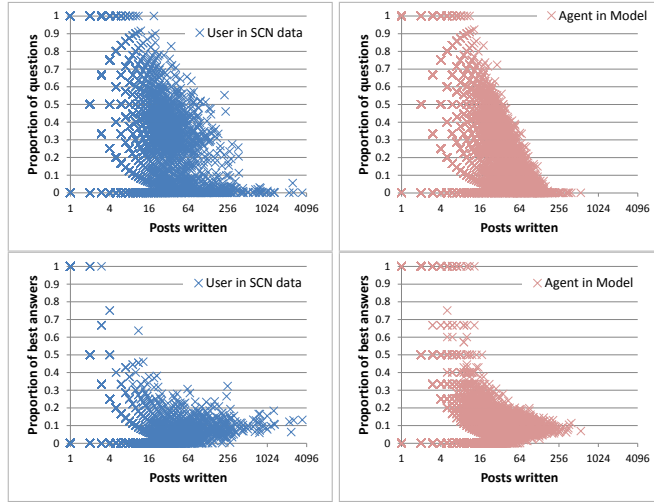 1
0.9
0.8
0.7
0.6
0.5
0.4
0.3
0.2
0.1
0
Proportion of questions
User in SCN data
1 4 16 64 256 1024 4096
Posts written
1
0.9
0.8
0.7
0.6
0.5
0.4
0.3
0.2
0.1
0
Proportion of questions
Agent in Model
1 4 16 64 256 1024 4096
Posts written
1
0.9
0.8
0.7
0.6
0.5
0.4
0.3
0.2
0.1
0
Proportion of best answers
User in SCN data
1 4 16 64 256 1024 4096
Posts written
1
0.9
0.8
0.7
0.6
0.5
0.4
0.3
0.2
0.1
0
Proportion of best answers
Agent in Model
1 4 16 64 256 1024 4096
Posts written